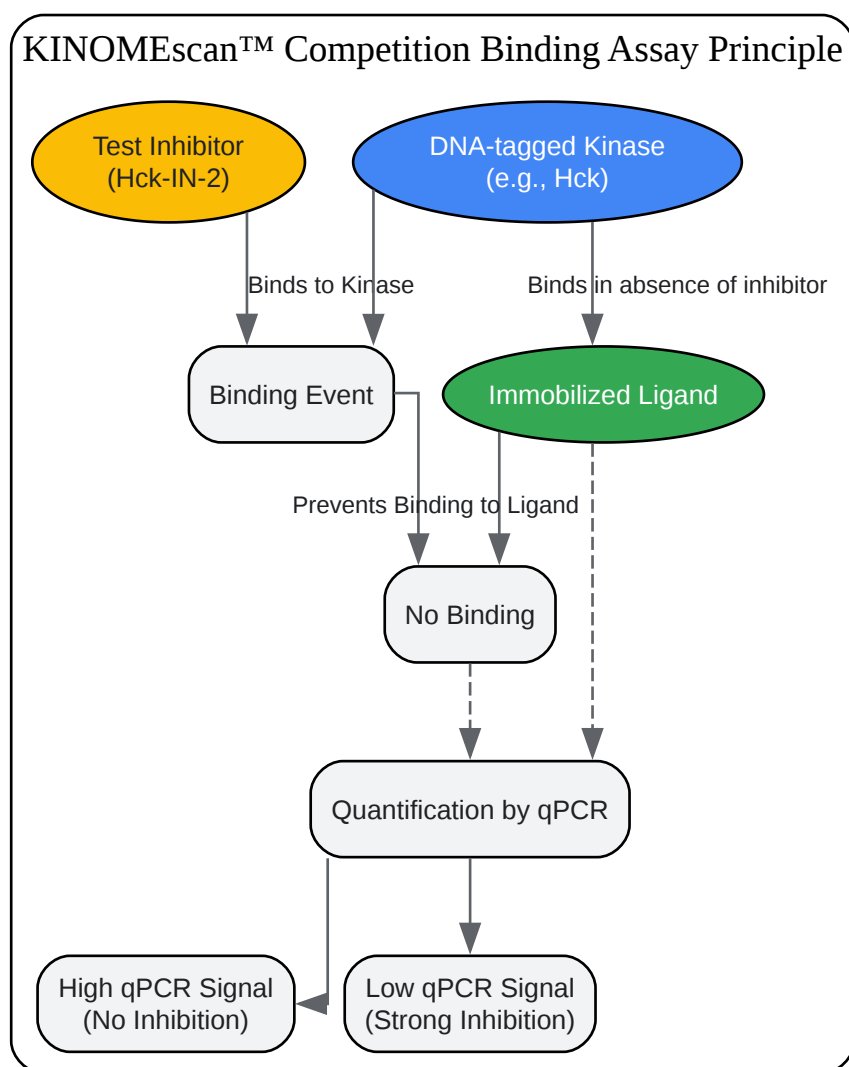 KINOMEscan™ Competition Binding Assay Principle
Test Inhibitor
(Hck-IN-2)
DNA-tagged Kinase
(e.g., Hck)
Binds to Kinase
Binds in absence of inhibitor
Binding Event
Immobilized Ligand
Prevents Binding to Ligand
No Binding
Quantification by qPCR
High qPCR Signal
(No Inhibition)
Low qPCR Signal
(Strong Inhibition)